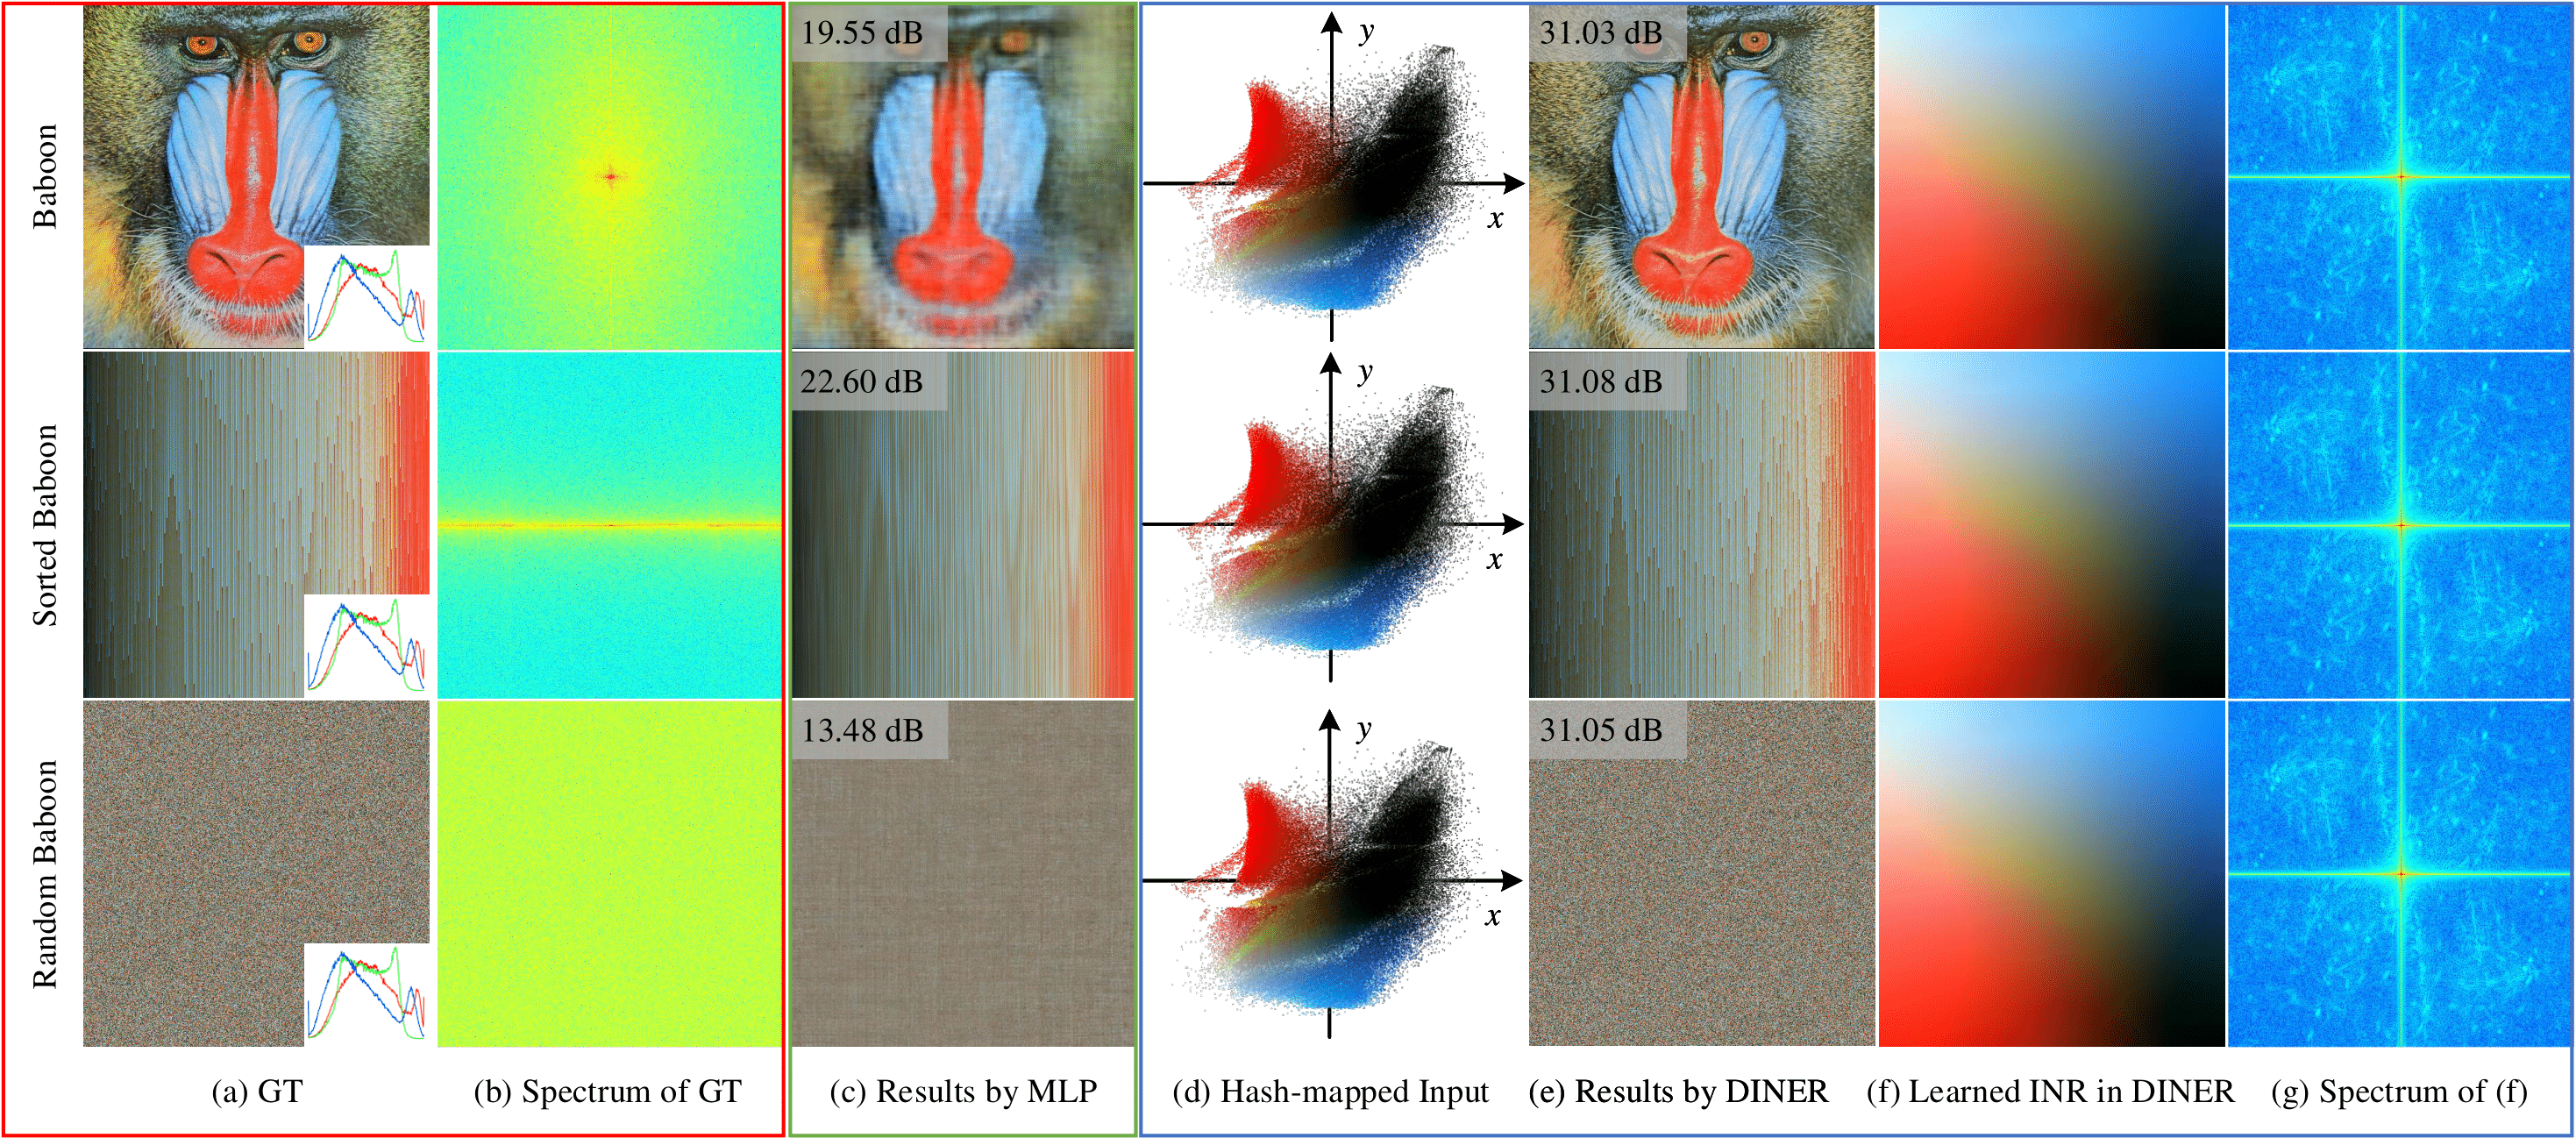 Baboon
19.55 dB
y
x
31.03 dB
Sorted Baboon
22.60 dB
y
x
31.08 dB
Random Baboon
13.48 dB
y
x
31.05 dB
(a) GT
(b) Spectrum of GT
(c) Results by MLP
(d) Hash-mapped Input
(e) Results by DINER
(f) Learned INR in DINER
(g) Spectrum of (f)